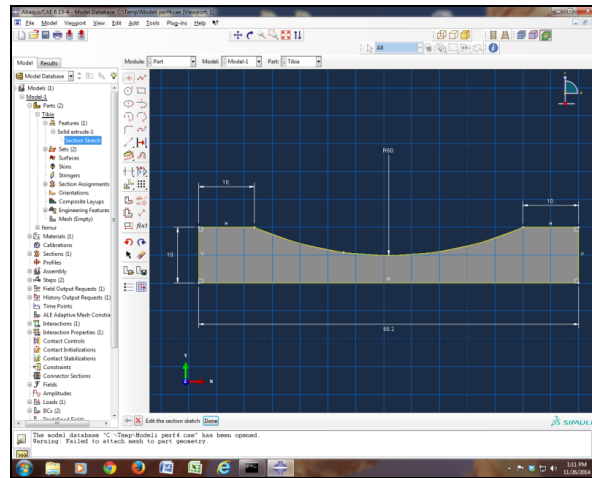 Abaqus/CAE 6.13-4 - Model Database: C:\Temp\Modeli perf4.cae [Viewport: 1]
File Model Viewport View Edit Add Tools Plug-ins Help
All
Model Results
Module: Part Model: Model-1 Part: Tibia
Model Database
Models (1)
Model-1
Parts (2)
Tibia
Features (1)
Solid extrude-1
Section Sketch
Sets (2)
Surfaces
Skins
Stringers
Section Assignments
Orientations
Composite Layups
Engineering Features
Mesh (Empty)
femur
Materials (1)
Calibrations
Sections (1)
Profiles
Assembly
Steps (2)
Field Output Requests (1)
History Output Requests (1)
Time Points
ALE Adaptive Mesh Constra
Interactions (1)
Interaction Properties (1)
Contact Controls
Contact Initializations
Contact Stabilizations
Constraints
Connector Sections
Fields
Amplitudes
Loads (1)
BCs (2)
Predefined Fields
f(x)
R60.
10.
10.
H
H
10.
V
V
H
68.2
Y
Z
X
Edit the section sketch Done
SIMULI
The model database "C:\Temp\Modeli perf4.cae" has been opened.
Warning: Failed to attach mesh to part geometry.
3:11 PM
11/26/2014